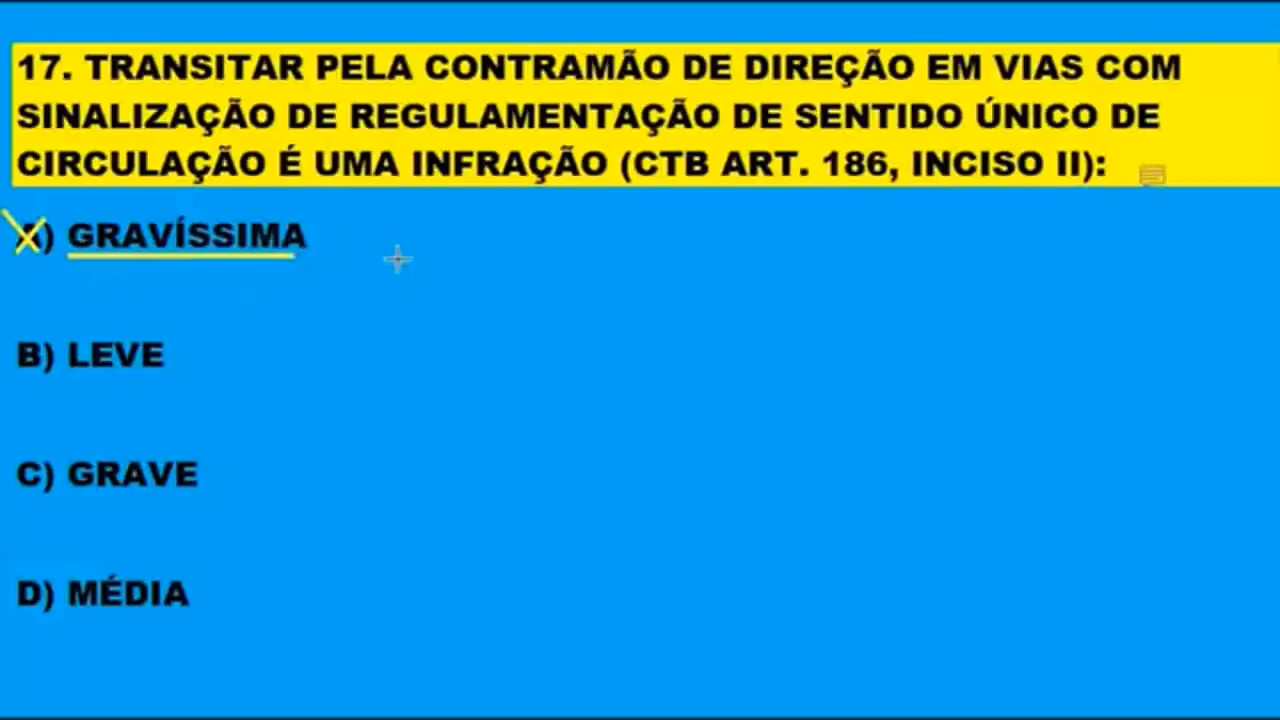 17. TRANSITAR PELA CONTRAMÃO DE DIREÇÃO EM VIAS COM
SINALIZAÇÃO DE REGULAMENTAÇÃO DE SENTIDO ÚNICO DE
CIRCULAÇÃO É UMA INFRAÇÃO (CTB ART. 186, INCISO II):
A) GRAVÍSSIMA
B) LEVE
C) GRAVE
D) MÉDIA